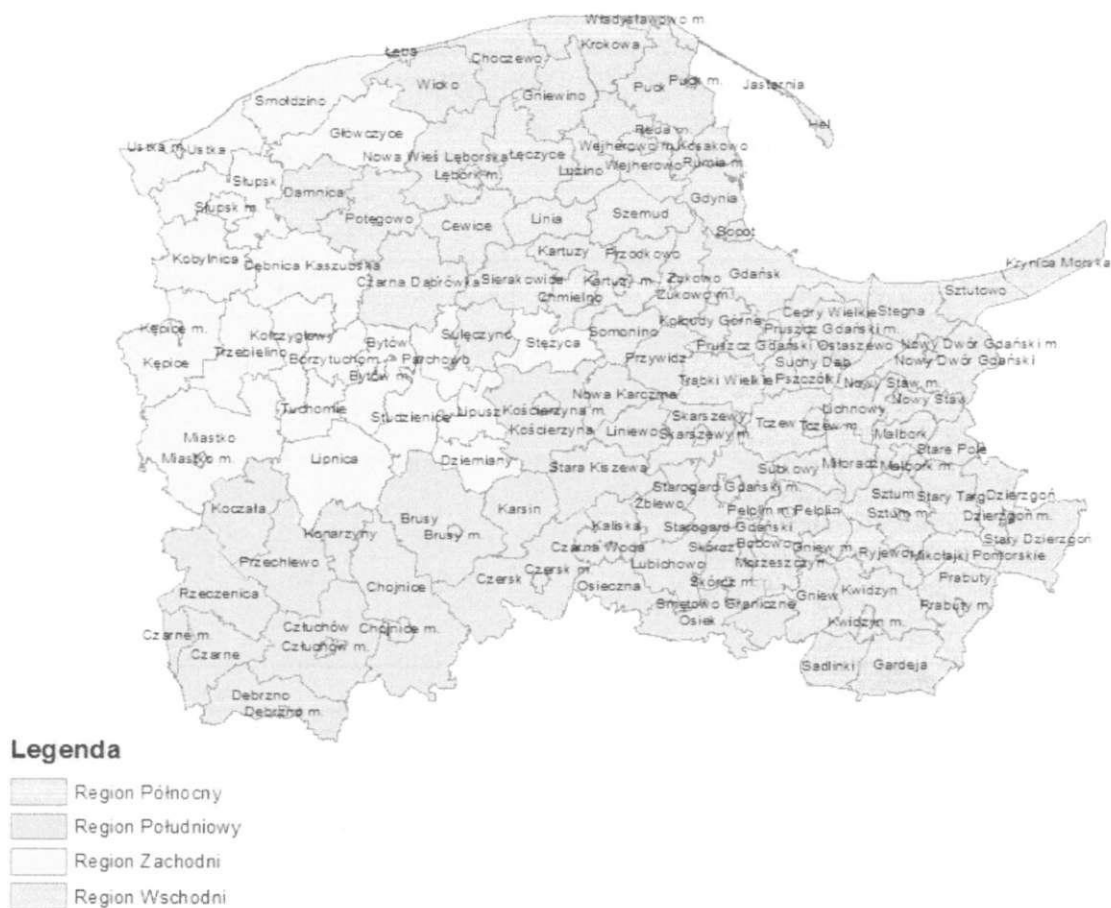 Władysławowo m.
Łeba
Choczewo
Krokowa
Wicko
Puck
Puck m.
Jastarnia
Smołdzino
Gniewino
Hel
Główczyce
Reda m.
Ustka m.
Ustka
Nowa Wieś Lęborska
Łęczyce
Wejherowo m.
Kosakowo
Lębork m.
Luzino
Wejherowo
Rumia m.
Słupsk
Damnica
Gdynia
Słupsk m.
Potęgowo
Cewice
Linia
Szemud
Sopot
Kobylnica
Dębnica Kaszubska
Kartuzy
Przodkowo
Krynica Morska
Czarna Dąbrówka
Sierakowice
Kartuzy m.
Żukowo
Gdańsk
Sztutowo
Chmielno
Żukowo m.
Cedry Wielkie
Stegna
Kępice m.
Kołczygłowy
Sulęczyno
Somonino
Kolbudy Górne
Pruszcz Gdański m.
Trzebielino
Bytów
Stężyca
Pruszcz Gdański
Ostaszewo
Nowy Dwór Gdański m.
Kępice
Borzytuchom
Parchowo
Przywidz
Suchy Dąb
Nowy Dwór Gdański
Bytów m.
Trąbki Wielkie
Pszczółki
Nowy Staw m.
Nowa Karczma
Nowy Staw
Tuchomie
Studzienice
Lipusz
Kościerzyna m.
Skarszewy
Lichnowy
Miastko
Kościerzyna
Liniewo
Skarszewy m.
Tczew
Tczew m.
Malbork
Stare Pole
Miastko m.
Lipnica
Dziemiany
Stara Kiszewa
Subkowy
Miłoradz
Malbork m.
Starogard Gdański m.
Sztum
Stary Targ
Dzierzgoń
Koczała
Brusy
Karsin
Zblewo
Pelplin m.
Pelplin
Sztum m.
Dzierzgoń m.
Konarzyny
Brusy m.
Kaliska
Starogard Gdański
Stary Dzierzgoń
Czarna Woda
Skórcz
Bobowo
Gniew m.
Ryjewo
Mikołajki Pomorskie
Przechlewo
Lubichowo
Morzeszczyn
Rzeczenica
Chojnice
Czersk
Czersk m.
Osieczna
Skórcz m.
Gniew
Kwidzyn
Prabuty
Czarne m.
Człuchów
Chojnice m.
Smętowo Graniczne
Prabuty m.
Czarne
Człuchów m.
Osiek
Kwidzyn m.
Debrzno
Sadlinki
Gardeja
Debrzno m.
Legenda
Region Północny
Region Południowy
Region Zachodni
Region Wschodni